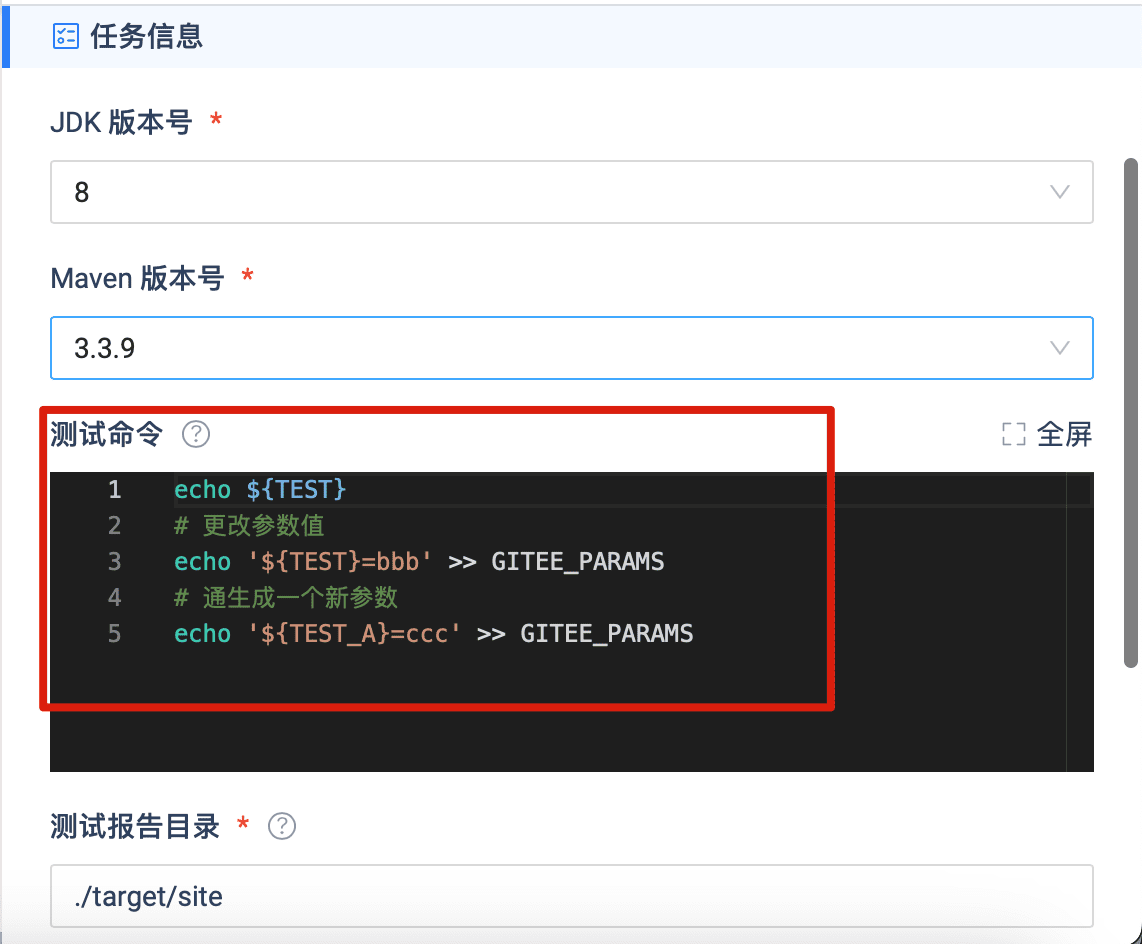 任务信息
JDK 版本号 *
8
Maven 版本号 *
3.3.9
测试命令 ? 全屏
1 echo ${TEST}
2 # 更改参数值
3 echo '${TEST}=bbb' >> GITEE_PARAMS
4 # 通生成一个新参数
5 echo '${TEST_A}=ccc' >> GITEE_PARAMS
测试报告目录 * ?
./target/site